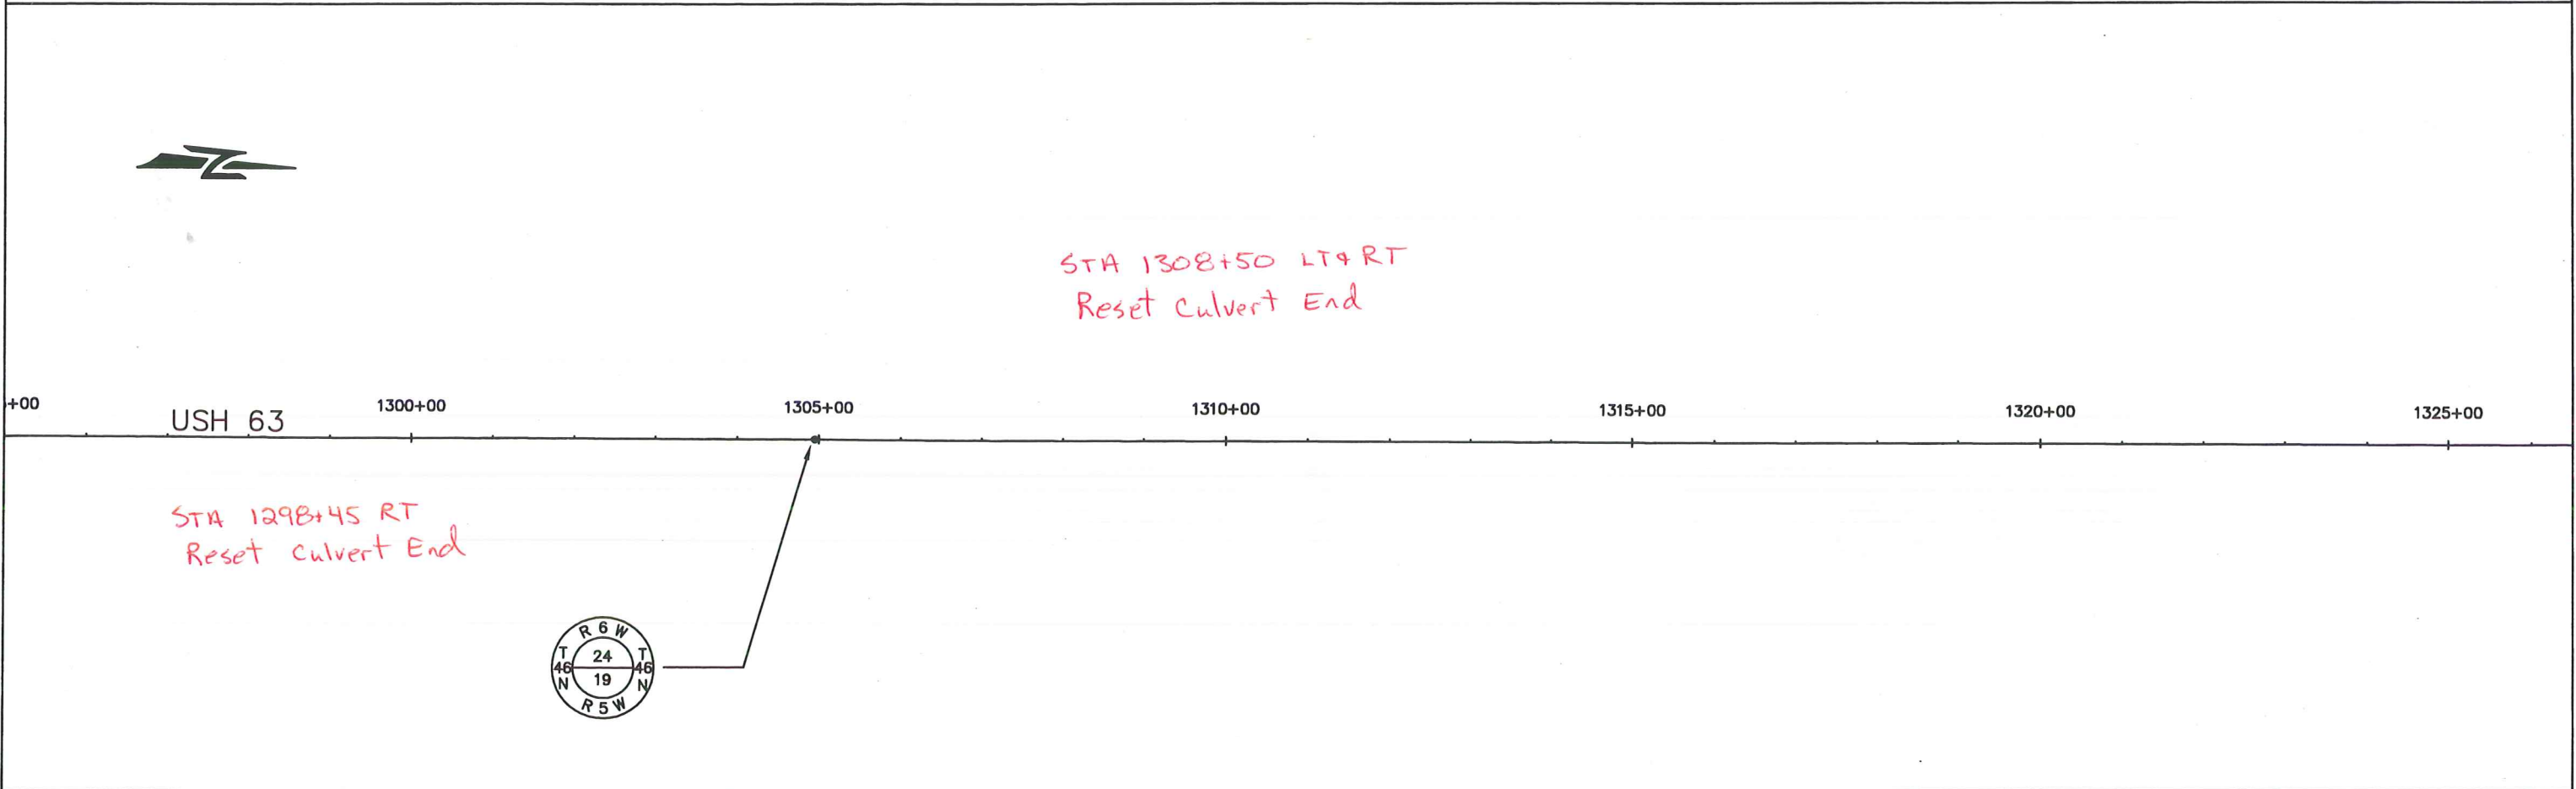 STA 1308+50 LT & RT
Reset Culvert End
+00
USH 63
1300+00
1305+00
1310+00
1315+00
1320+00
1325+00
STA 1298+45 RT
Reset Culvert End
R 6 W
T 46 N
24
19
T 46 N
R 5 W